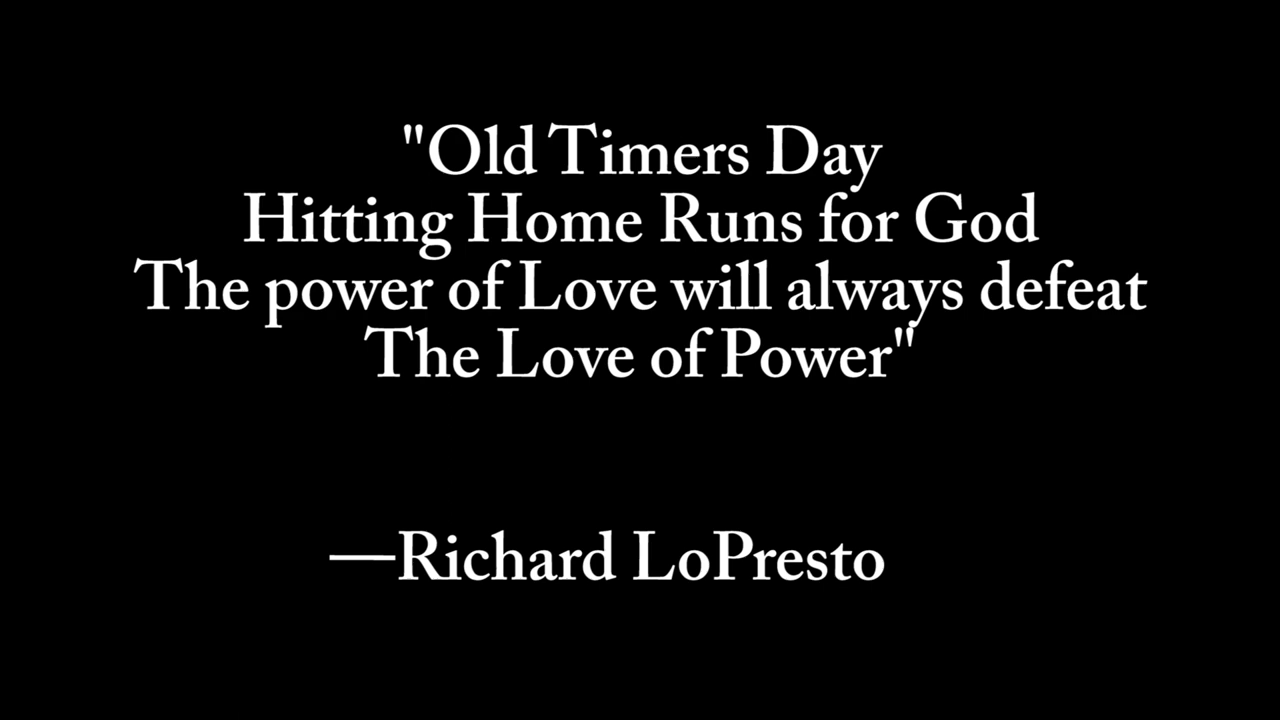 "Old Timers Day
Hitting Home Runs for God
The power of Love will always defeat
The Love of Power"
—Richard LoPresto